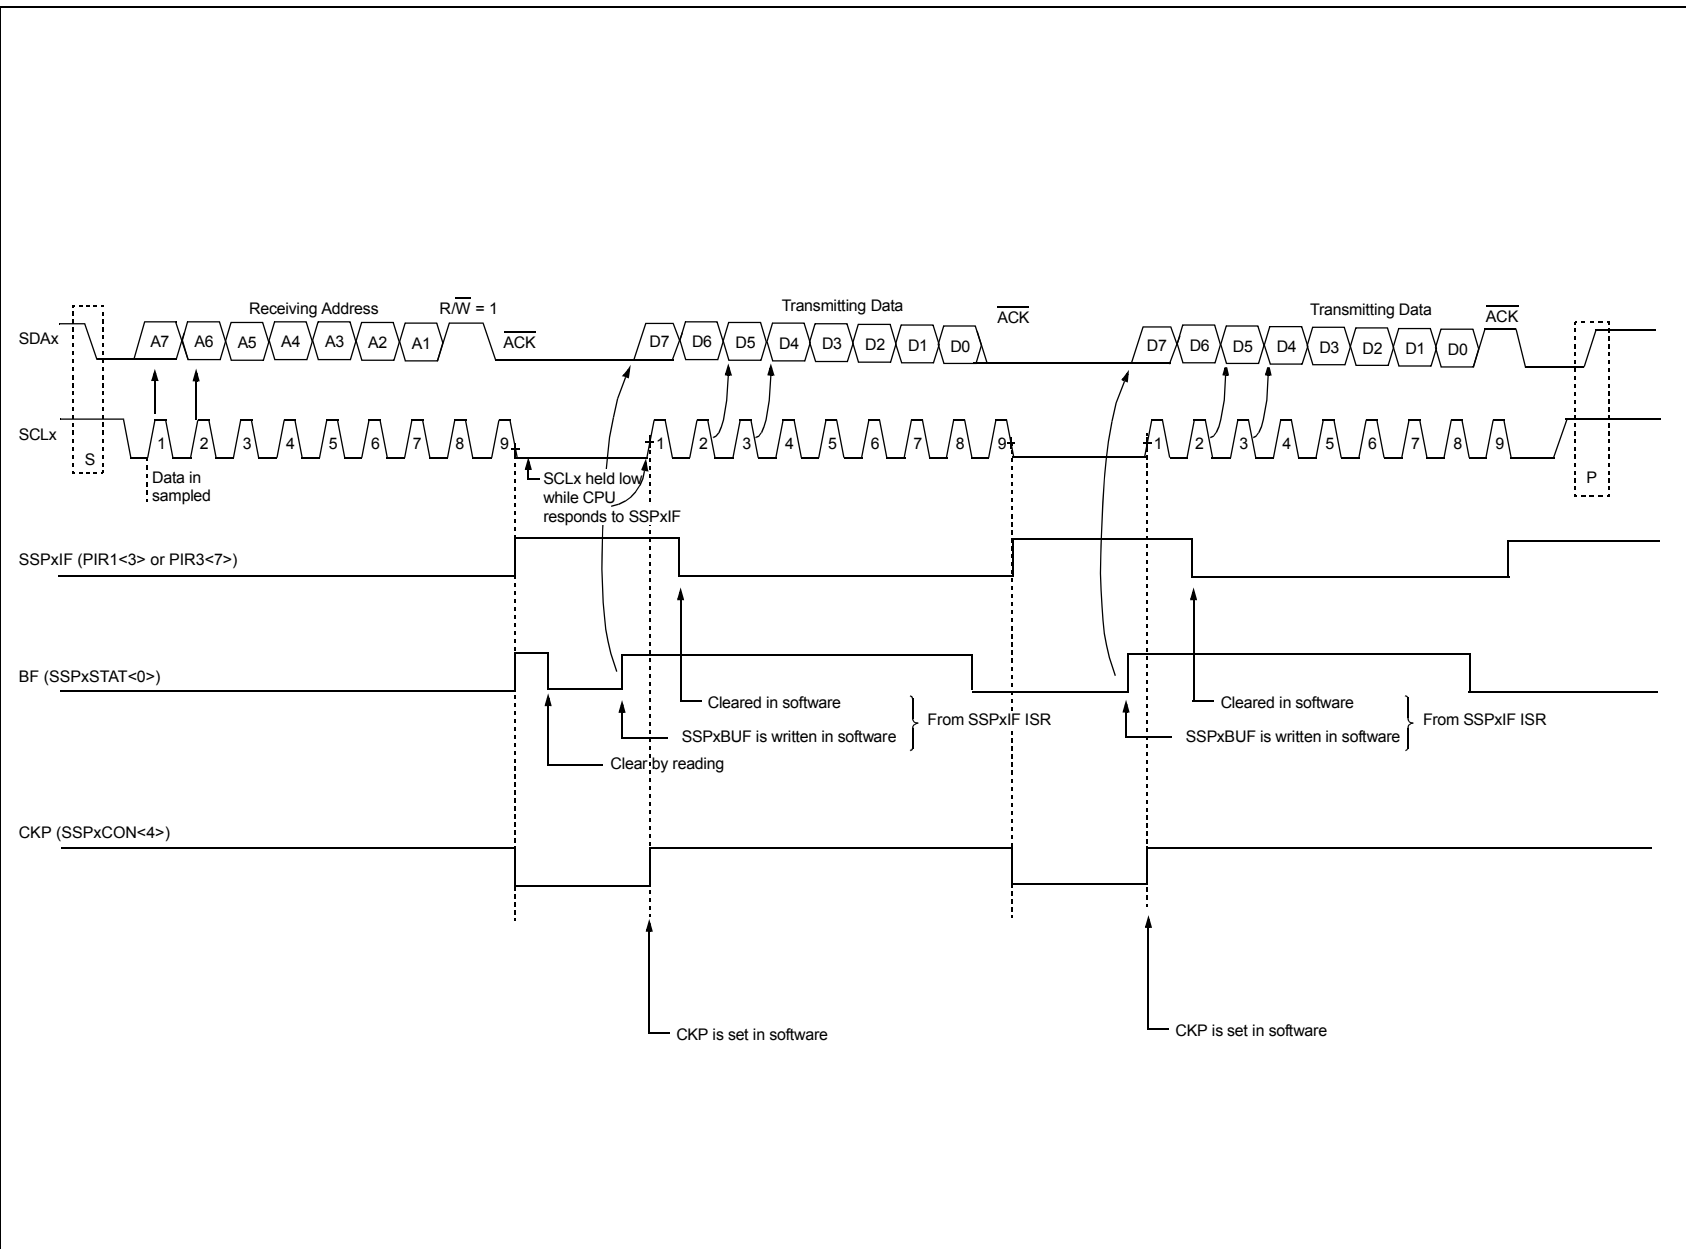 Receiving Address R/W̅ = 1 Transmitting Data Transmitting Data
SDAx A7 A6 A5 A4 A3 A2 A1 A̅C̅K̅ D7 D6 D5 D4 D3 D2 D1 D0 A̅C̅K̅ D7 D6 D5 D4 D3 D2 D1 D0 A̅C̅K̅
SCLx 1 2 3 4 5 6 7 8 9 1 2 3 4 5 6 7 8 9 1 2 3 4 5 6 7 8 9
S P
Data in
sampled
SCLx held low
while CPU
responds to SSPxIF
SSPxIF (PIR1<3> or PIR3<7>)
BF (SSPxSTAT<0>)
Cleared in software
From SSPxIF ISR
SSPxBUF is written in software
Clear by reading
Cleared in software
From SSPxIF ISR
SSPxBUF is written in software
CKP (SSPxCON<4>)
CKP is set in software
CKP is set in software